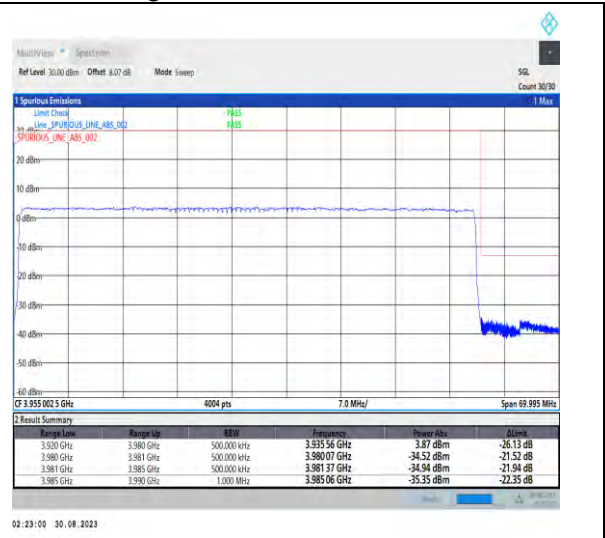 MultiView Spectrum
Ref Level 30.00 dBm Offset 8.07 dB Mode Sweep SGL
Count 30/30
1 Spurious Emissions 1 Max
Limit Check PASS
Line _SPURIOUS_LINE_ABS_002 PASS
_SPURIOUS_LINE_ABS_002
20 dBm
10 dBm
0 dBm
-10 dBm
-20 dBm
-30 dBm
-40 dBm
-50 dBm
-60 dBm
CF 3.955 002 5 GHz 4004 pts 7.0 MHz/ Span 69.995 MHz
2 Result Summary
Range Low Range Up RBW Frequency Power Abs ΔLimit
3.920 GHz 3.980 GHz 500.000 kHz 3.935 56 GHz 3.87 dBm -26.13 dB
3.980 GHz 3.981 GHz 500.000 kHz 3.980 07 GHz -34.52 dBm -21.52 dB
3.981 GHz 3.985 GHz 500.000 kHz 3.981 37 GHz -34.94 dBm -21.94 dB
3.985 GHz 3.990 GHz 1.000 MHz 3.985 06 GHz -35.35 dBm -22.35 dB
02:23:00 30.08.2023